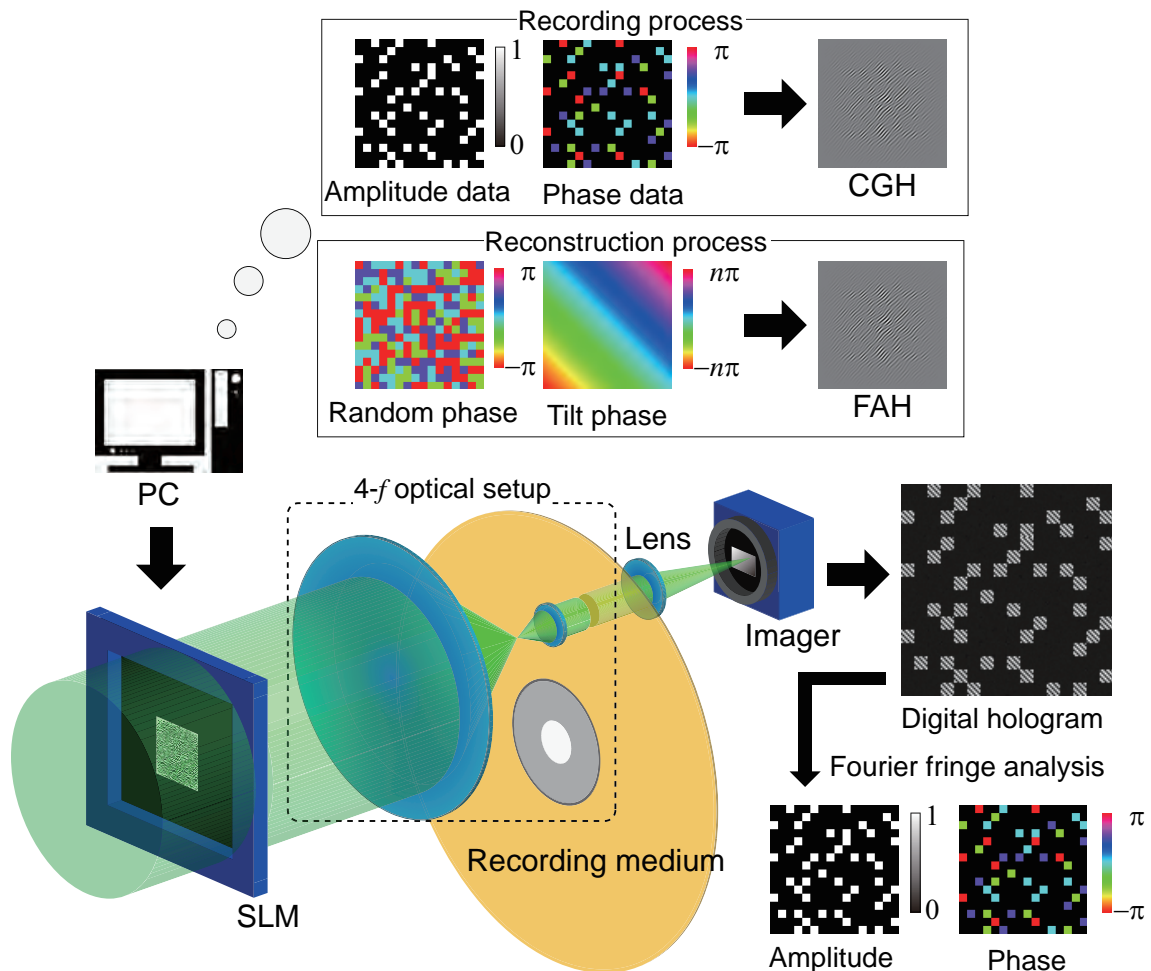 Recording process
1
0
π
−π
Amplitude data
Phase data
CGH
Reconstruction process
π
−π
nπ
−nπ
Random phase
Tilt phase
FAH
PC
4-f optical setup
Lens
Imager
Digital hologram
Fourier fringe analysis
Recording medium
SLM
1
0
π
−π
Amplitude
Phase